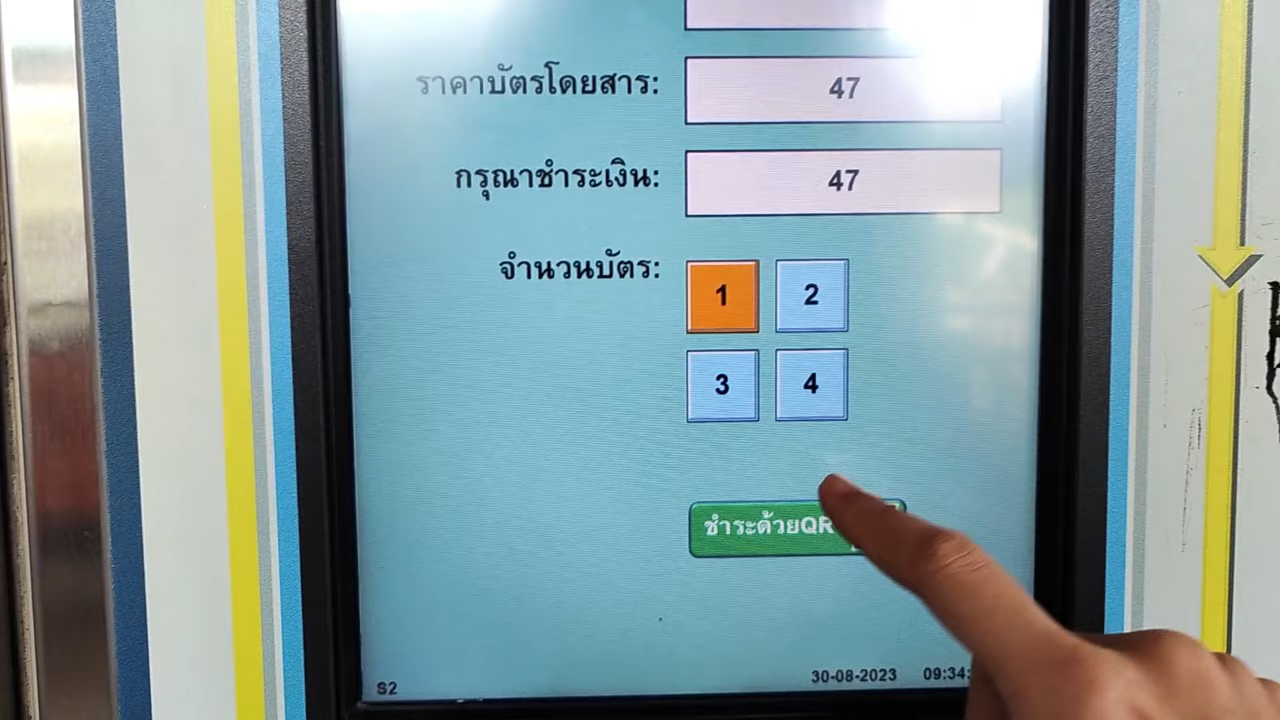 ราคาบัตรโดยสาร: 47
กรุณาชำระเงิน: 47
จำนวนบัตร: 1 2
3 4
ชำระด้วยQR
S2 30-08-2023 09:34: